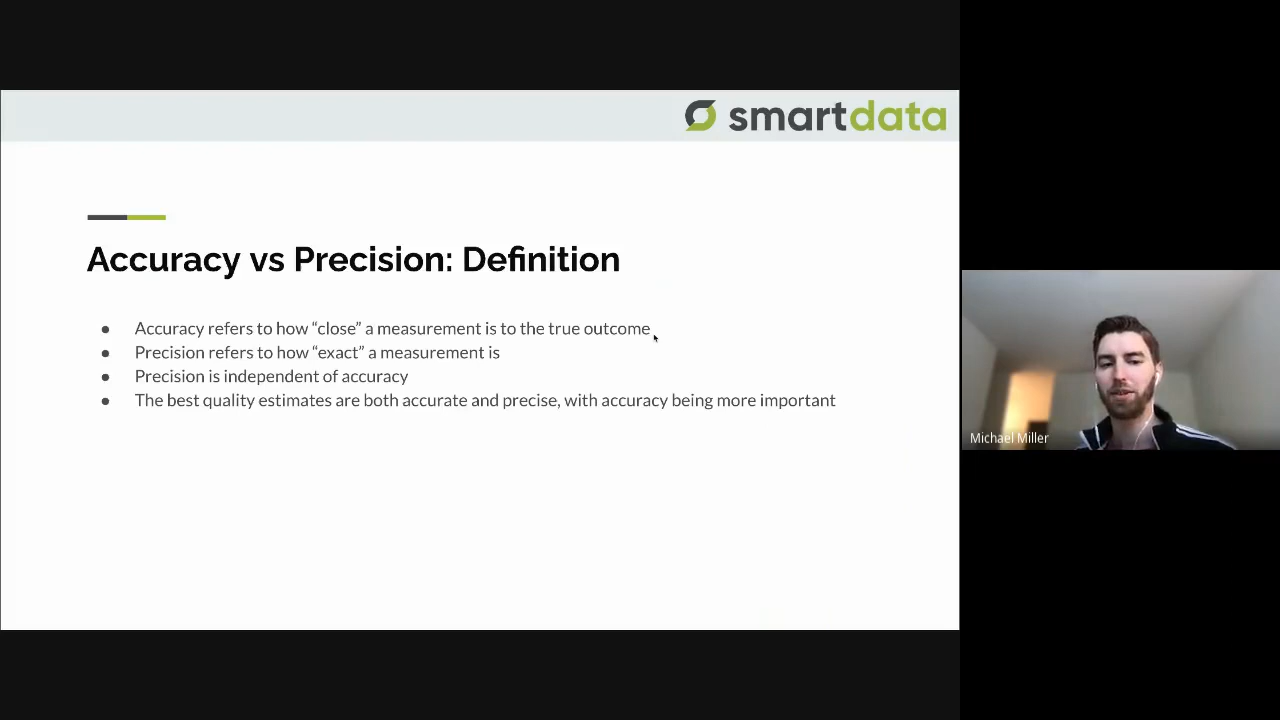 smartdata
Accuracy vs Precision: Definition
● Accuracy refers to how “close” a measurement is to the true outcome
● Precision refers to how “exact” a measurement is
● Precision is independent of accuracy
● The best quality estimates are both accurate and precise, with accuracy being more important
Michael Miller